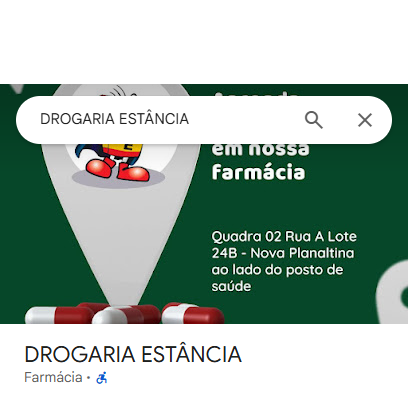 DROGARIA ESTÂNCIA
em nossa
farmácia
E
Quadra 02 Rua A Lote
24B - Nova Planaltina
ao lado do posto de
saúde
DROGARIA ESTÂNCIA
Farmácia ·